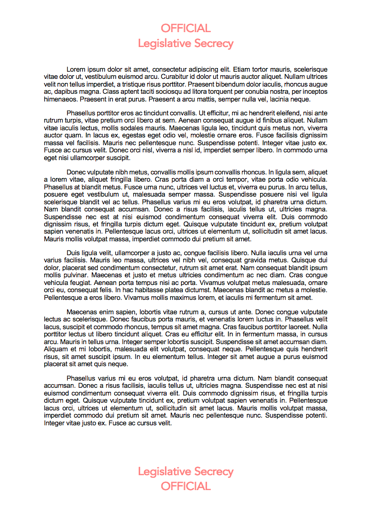 OFFICIAL
Legislative Secrecy
Lorem ipsum dolor sit amet, consectetur adipiscing elit. Etiam tortor mauris, scelerisque
vitae dolor ut, vestibulum euismod arcu. Curabitur id dolor ut mauris auctor aliquet. Nullam ultrices
velit non tellus imperdiet, a tristique risus porttitor. Praesent bibendum dolor iaculis, rhoncus augue
ac, dapibus magna. Class aptent taciti sociosqu ad litora torquent per conubia nostra, per inceptos
himenaeos. Praesent in erat purus. Praesent a arcu mattis, semper nulla vel, lacinia neque.
Phasellus porttitor eros ac tincidunt convallis. Ut efficitur, mi ac hendrerit eleifend, nisi ante
rutrum turpis, vitae pretium orci libero at sem. Aenean consequat augue id finibus aliquet. Nullam
vitae iaculis lectus, mollis sodales mauris. Maecenas ligula leo, tincidunt quis metus non, viverra
auctor quam. In lacus ex, egestas eget odio vel, molestie ornare eros. Fusce facilisis dignissim
massa vel facilisis. Mauris nec pellentesque nunc. Suspendisse potenti. Integer vitae justo ex.
Fusce ac cursus velit. Donec orci nisl, viverra a nisl id, imperdiet semper libero. In commodo urna
eget nisi ullamcorper suscipit.
Donec vulputate nibh metus, convallis mollis ipsum convallis rhoncus. In ligula sem, aliquet
a lorem vitae, aliquet fringilla libero. Cras porta diam a orci tempor, vitae porta odio vehicula.
Phasellus at blandit metus. Fusce urna nunc, ultrices vel luctus et, viverra eu purus. In arcu tellus,
posuere eget vestibulum ut, malesuada semper massa. Suspendisse posuere nisi vel ligula
scelerisque blandit vel ac tellus. Phasellus varius mi eu eros volutpat, id pharetra urna dictum.
Nam blandit consequat accumsan. Donec a risus facilisis, iaculis tellus ut, ultricies magna.
Suspendisse nec est at nisi euismod condimentum consequat viverra elit. Duis commodo
dignissim risus, et fringilla turpis dictum eget. Quisque vulputate tincidunt ex, pretium volutpat
sapien venenatis in. Pellentesque lacus orci, ultrices ut elementum ut, sollicitudin sit amet lacus.
Mauris mollis volutpat massa, imperdiet commodo dui pretium sit amet.
Duis ligula velit, ullamcorper a justo ac, congue facilisis libero. Nulla iaculis urna vel urna
varius facilisis. Mauris leo massa, ultrices vel nibh vel, consequat gravida metus. Quisque dui
dolor, placerat sed condimentum consectetur, rutrum sit amet erat. Nam consequat blandit ipsum
mollis pulvinar. Maecenas et justo et metus ultricies condimentum ac nec diam. Cras congue
vehicula feugiat. Aenean porta tempus nisi ac porta. Vivamus volutpat metus malesuada, ornare
orci eu, consequat felis. In hac habitasse platea dictumst. Maecenas blandit ac metus a molestie.
Pellentesque a eros libero. Vivamus mollis maximus lorem, et iaculis mi fermentum sit amet.
Maecenas enim sapien, lobortis vitae rutrum a, cursus ut ante. Donec congue vulputate
lectus ac scelerisque. Donec faucibus porta mauris, et venenatis lorem luctus in. Phasellus velit
lacus, suscipit et commodo rhoncus, tempus sit amet magna. Cras faucibus porttitor laoreet. Nulla
porttitor lectus ut libero tincidunt aliquet. Cras eu efficitur elit. In in fermentum massa, in cursus
arcu. Mauris in tellus urna. Integer semper lobortis suscipit. Suspendisse sit amet accumsan diam.
Aliquam et mi lobortis, malesuada elit volutpat, consequat neque. Pellentesque quis hendrerit
risus, sit amet suscipit ipsum. In eu elementum tellus. Integer sit amet augue a purus euismod
placerat sit amet quis neque.
Phasellus varius mi eu eros volutpat, id pharetra urna dictum. Nam blandit consequat
accumsan. Donec a risus facilisis, iaculis tellus ut, ultricies magna. Suspendisse nec est at nisi
euismod condimentum consequat viverra elit. Duis commodo dignissim risus, et fringilla turpis
dictum eget. Quisque vulputate tincidunt ex, pretium volutpat sapien venenatis in. Pellentesque
lacus orci, ultrices ut elementum ut, sollicitudin sit amet lacus. Mauris mollis volutpat massa,
imperdiet commodo dui pretium sit amet. Mauris nec pellentesque nunc. Suspendisse potenti.
Integer vitae justo ex. Fusce ac cursus velit.
Legislative Secrecy
OFFICIAL